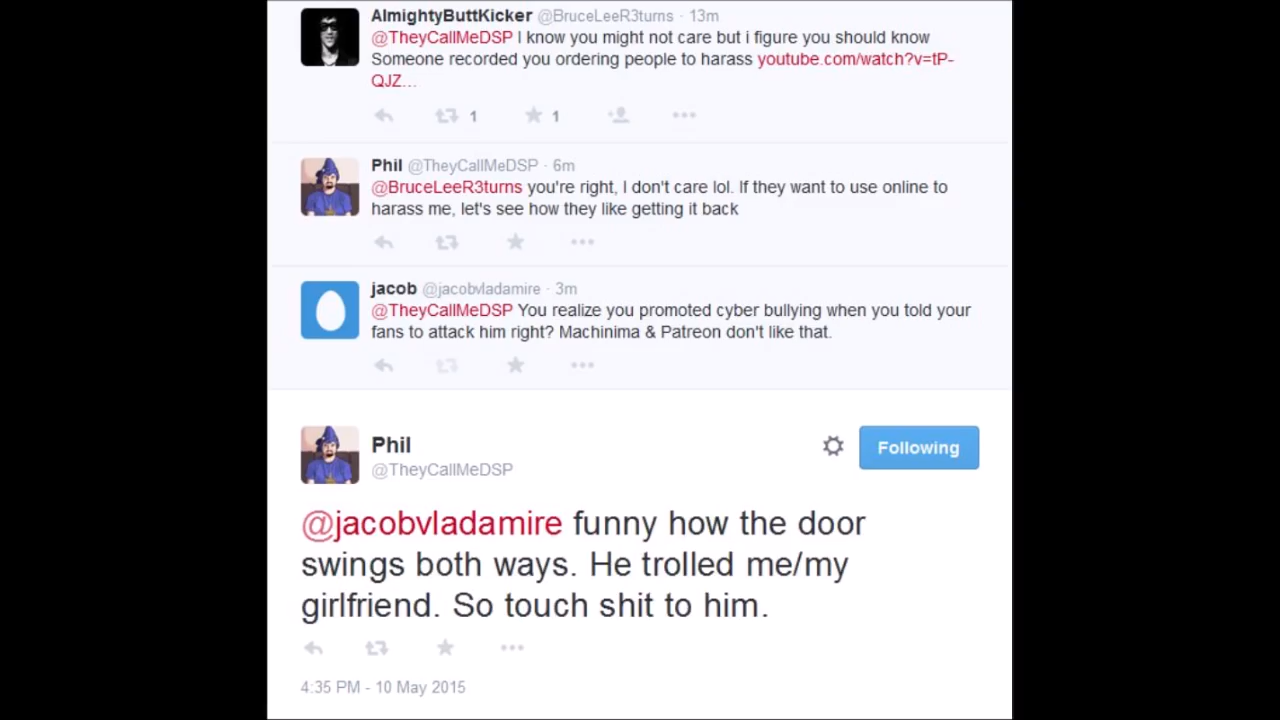 AlmightyButtKicker @BruceLeeR3turns · 13m
@TheyCallMeDSP I know you might not care but i figure you should know
Someone recorded you ordering people to harass youtube.com/watch?v=tP-
QJZ...
1 1
Phil @TheyCallMeDSP · 6m
@BruceLeeR3turns you're right, I don't care lol. If they want to use online to
harass me, let's see how they like getting it back
jacob @jacobvladamire · 3m
@TheyCallMeDSP You realize you promoted cyber bullying when you told your
fans to attack him right? Machinima & Patreon don't like that.
Phil
Following
@TheyCallMeDSP
@jacobvladamire funny how the door
swings both ways. He trolled me/my
girlfriend. So touch shit to him.
4:35 PM - 10 May 2015